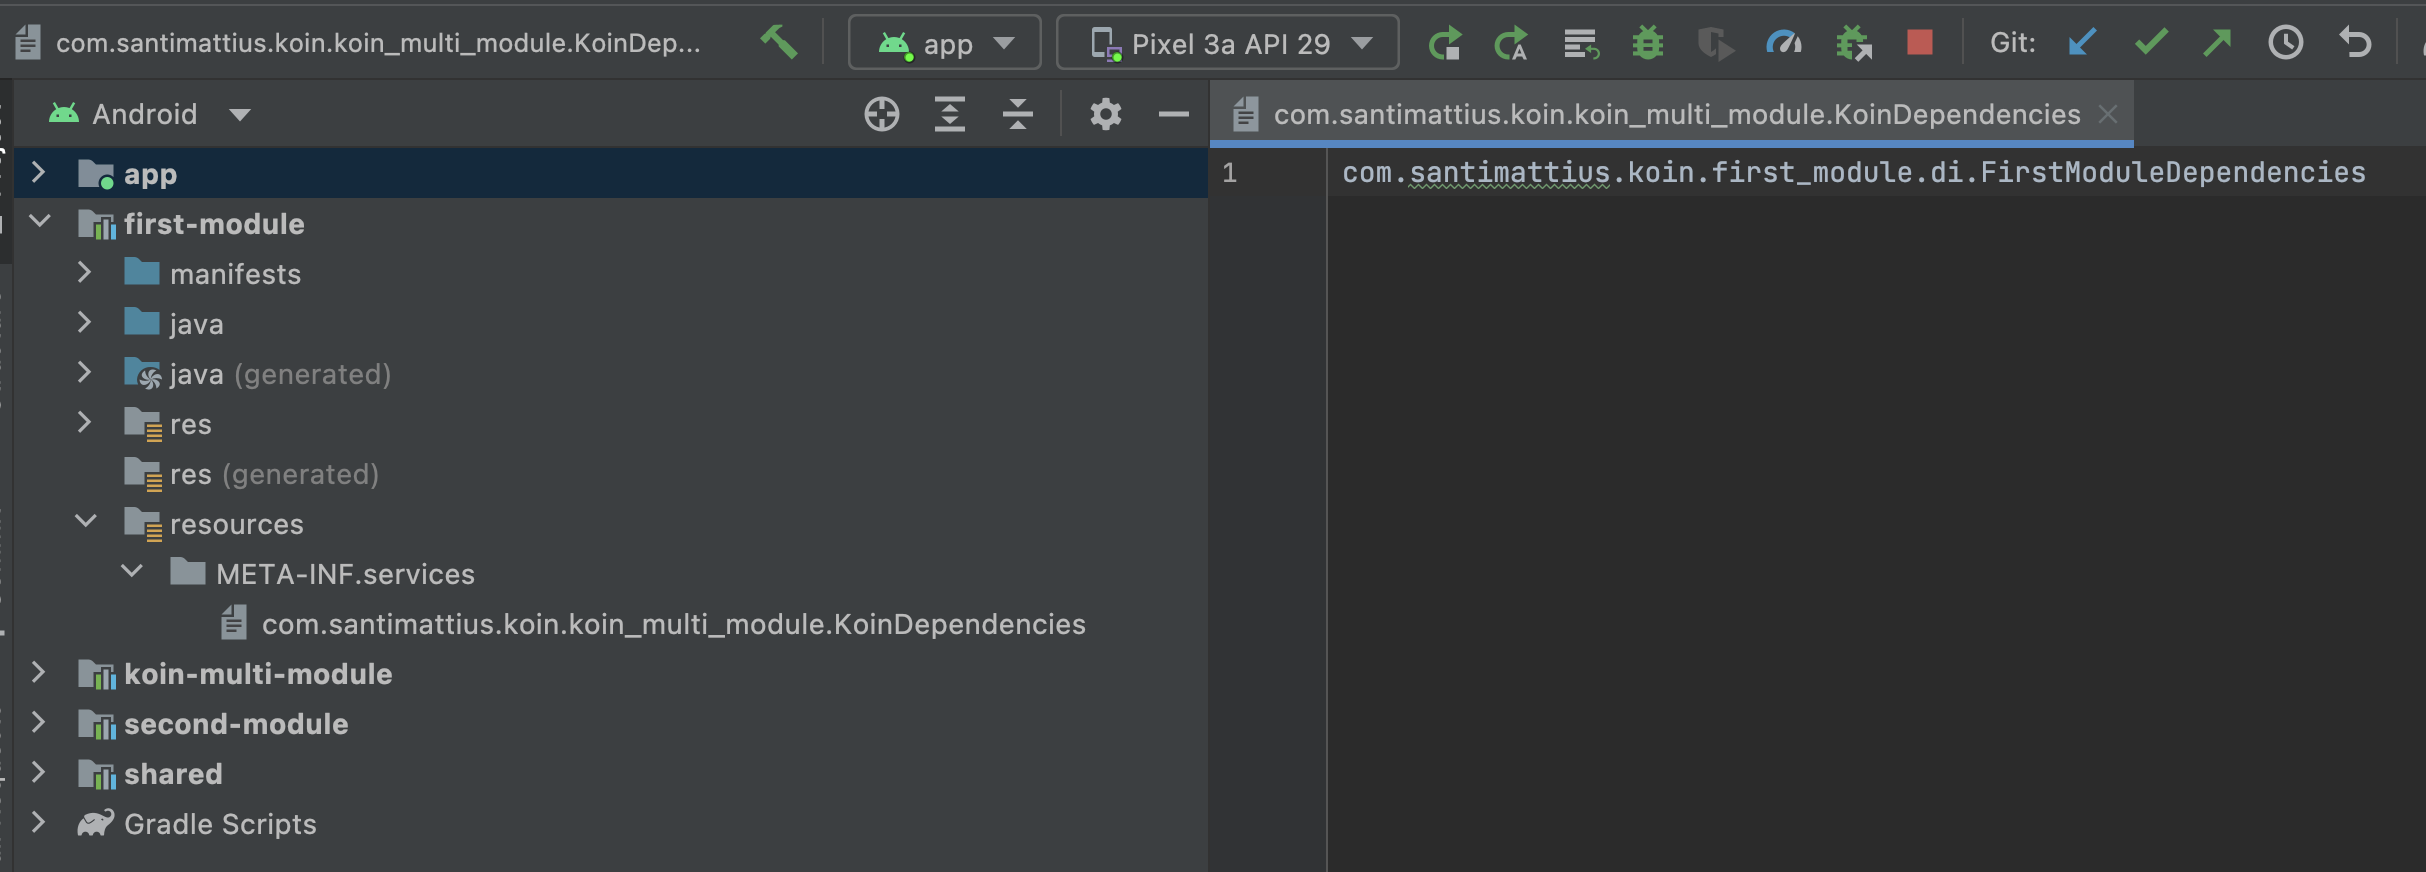 com.santimattius.koin.koin_multi_module.KoinDep...
app
Pixel 3a API 29
Git:
Android
com.santimattius.koin.koin_multi_module.KoinDependencies
app
1 com.santimattius.koin.first_module.di.FirstModuleDependencies
first-module
manifests
java
java (generated)
res
res (generated)
resources
META-INF.services
com.santimattius.koin.koin_multi_module.KoinDependencies
koin-multi-module
second-module
shared
Gradle Scripts